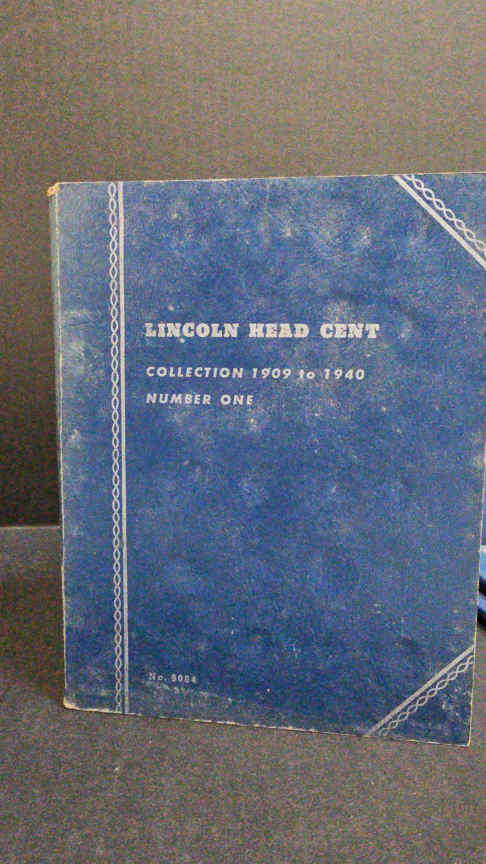 LINCOLN HEAD CENT
COLLECTION 1909 to 1940
NUMBER ONE
No. 9004